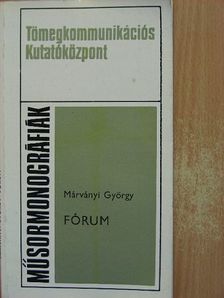 Tömegkommunikációs
Kutatóközpont
MŰSORMONOGRÁFIÁK
Márványi György
FÓRUM